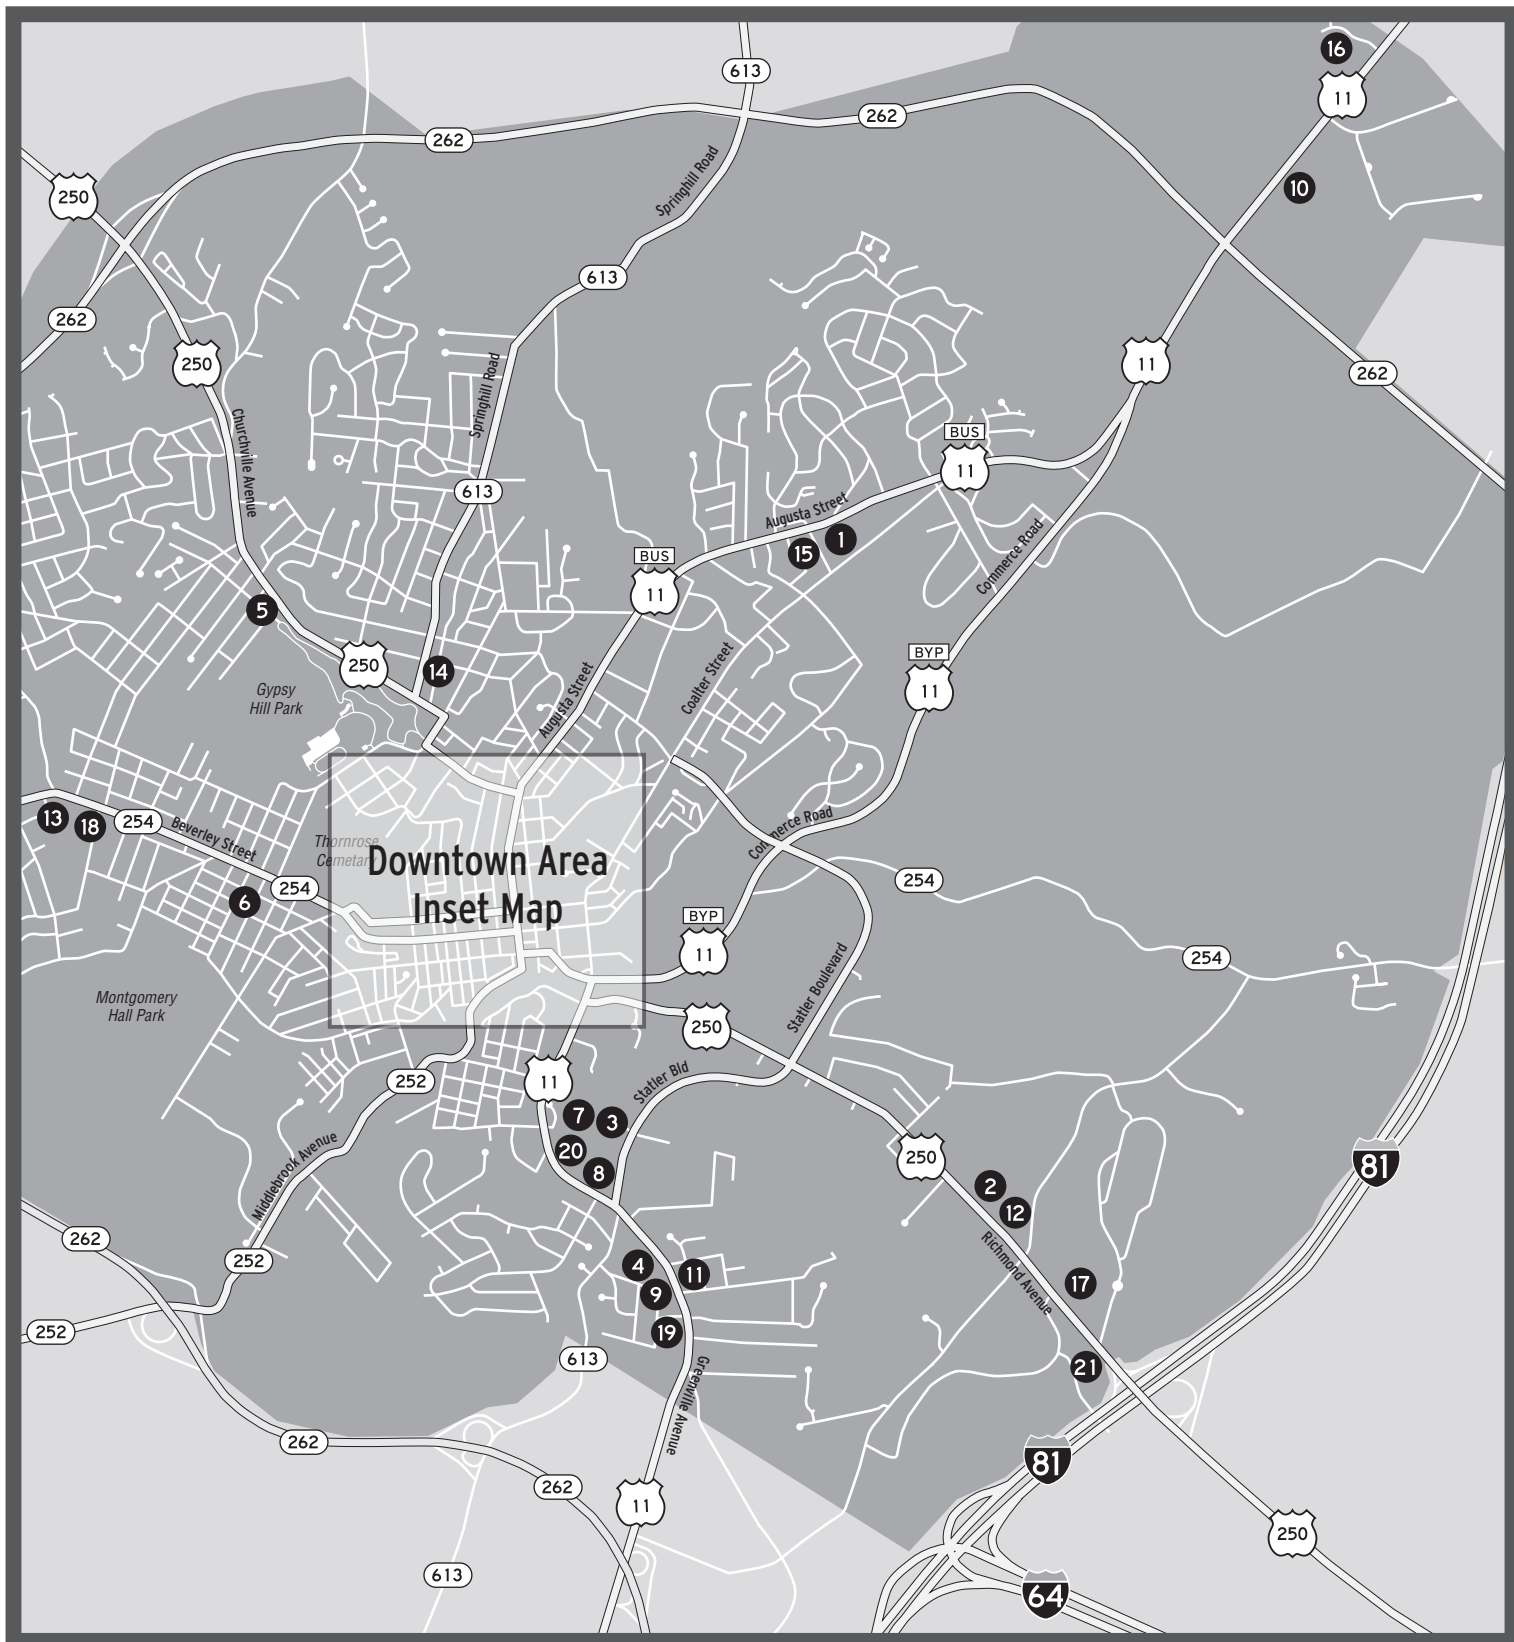 613
16
11
262
262
10
250
Springhill Road
613
262
250
11
262
Springhill Road
Churchville Avenue
BUS
11
613
Augusta Street
1
15
BUS
11
Commerce Road
5
250
14
Gypsy
Hill Park
Augusta Street
Coalter Street
BYP
11
13
18
254
Beverley Street
Thornrose
Cemetary
Downtown Area
Inset Map
Commerce Road
254
254
6
BYP
11
254
Montgomery
Hall Park
250
Statler Boulevard
252
11
Statler Bld
7
3
20
8
250
81
2
12
Middlebrook Avenue
262
252
4
11
9
19
Richmond Avenue
17
252
613
21
Greenville Avenue
262
81
262
11
250
613
64